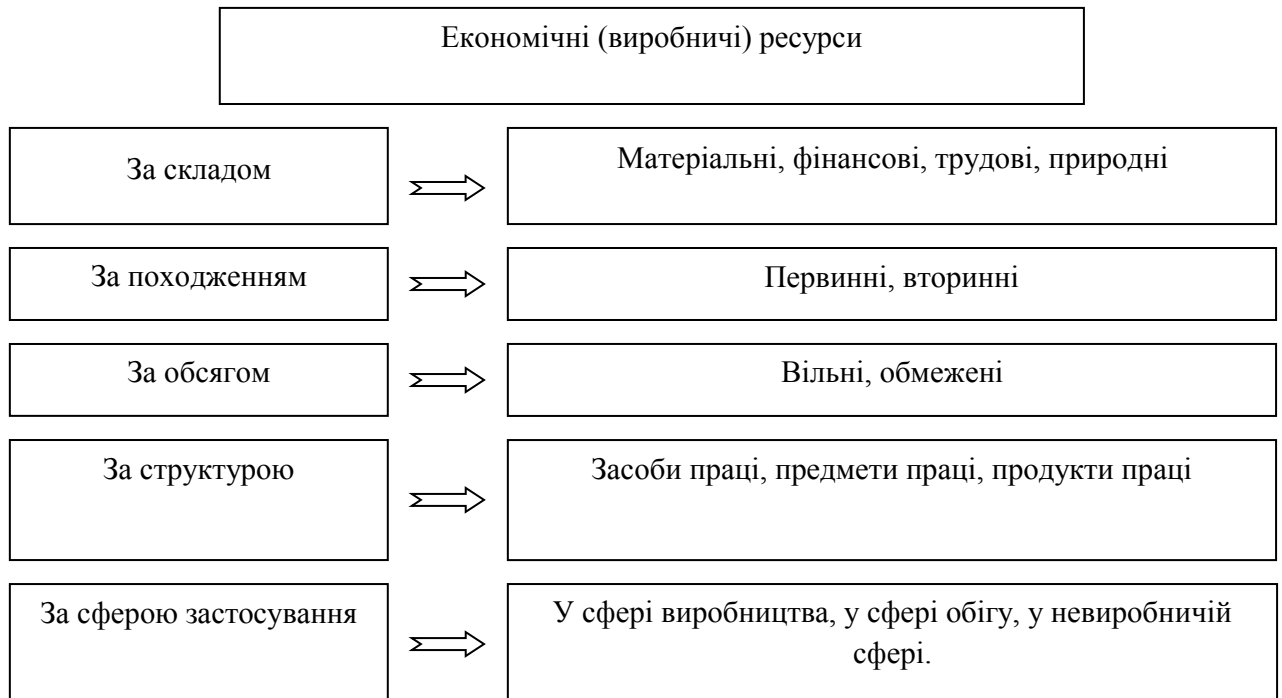 Економічні (виробничі) ресурси
За складом
Матеріальні, фінансові, трудові, природні
За походженням
Первинні, вторинні
За обсягом
Вільні, обмежені
За структурою
Засоби праці, предмети праці, продукти праці
За сферою застосування
У сфері виробництва, у сфері обігу, у невиробничій
сфері.